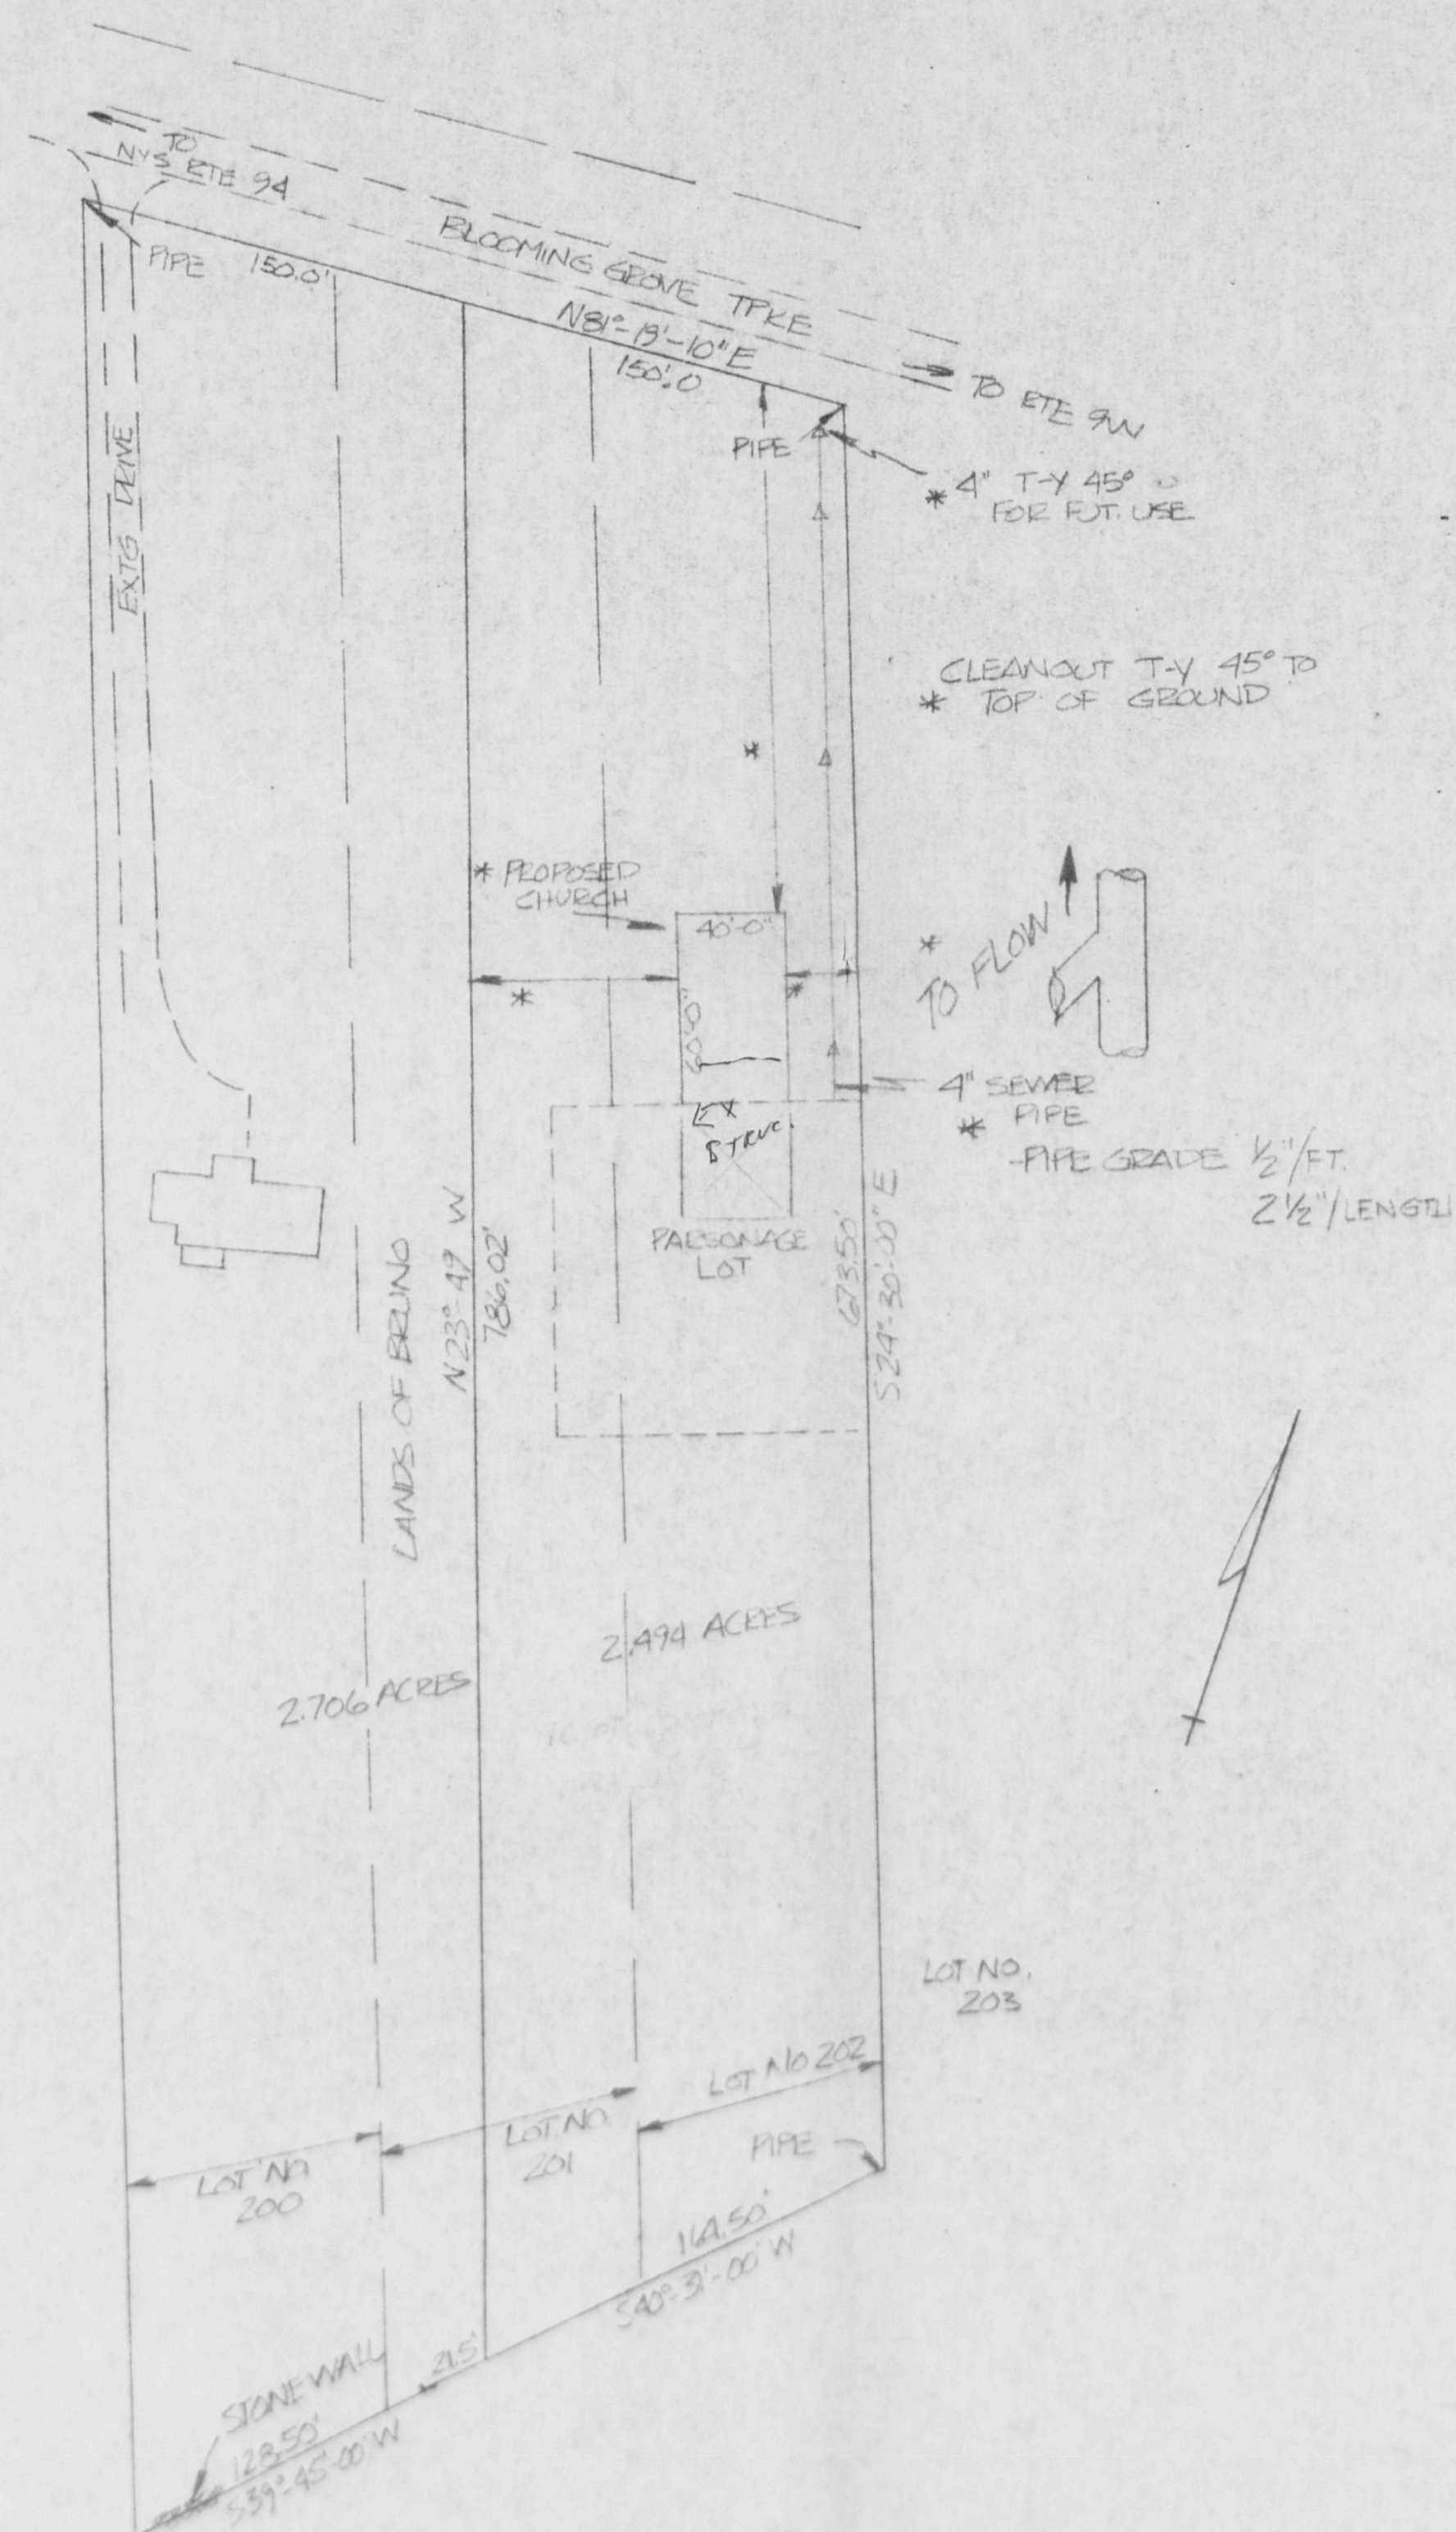 TO
NYS RTE 94
BLOOMING GROVE TPKE
PIPE 150.0'
N81°-19'-10" E
150'.0
TO RTE 9W
PIPE
* 4" T-Y 45°
FOR FUT. USE
EXTG DRIVE
CLEANOUT T-Y 45° TO
* TOP OF GROUND
*
* PROPOSED
CHURCH
40'-0"
60'-0"
*
*
*
TO FLOW
4" SEWER
* PIPE
-PIPE GRADE 1/2"/FT.
2 1/2"/LENGTH
EX
STRUC.
PARSONAGE
LOT
673.50'
S24°-30'-00" E
N23°-49 W
786.02'
LANDS OF BRUNO
2.494 ACRES
2.706 ACRES
LOT NO.
203
LOT NO 202
LOT NO.
201
LOT NO
200
PIPE
164.50'
S40°-31'-00" W
21.5'
STONE WALL
128.50'
S39°-45'-00" W